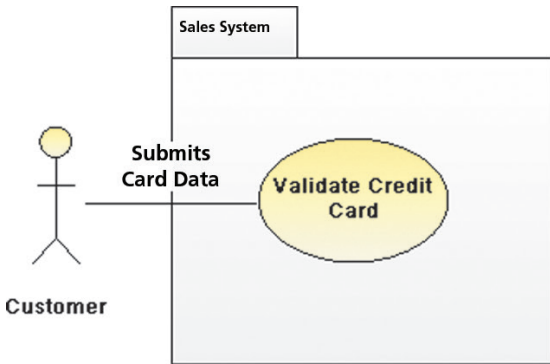 Sales System
Submits
Card Data
Validate Credit
Card
Customer